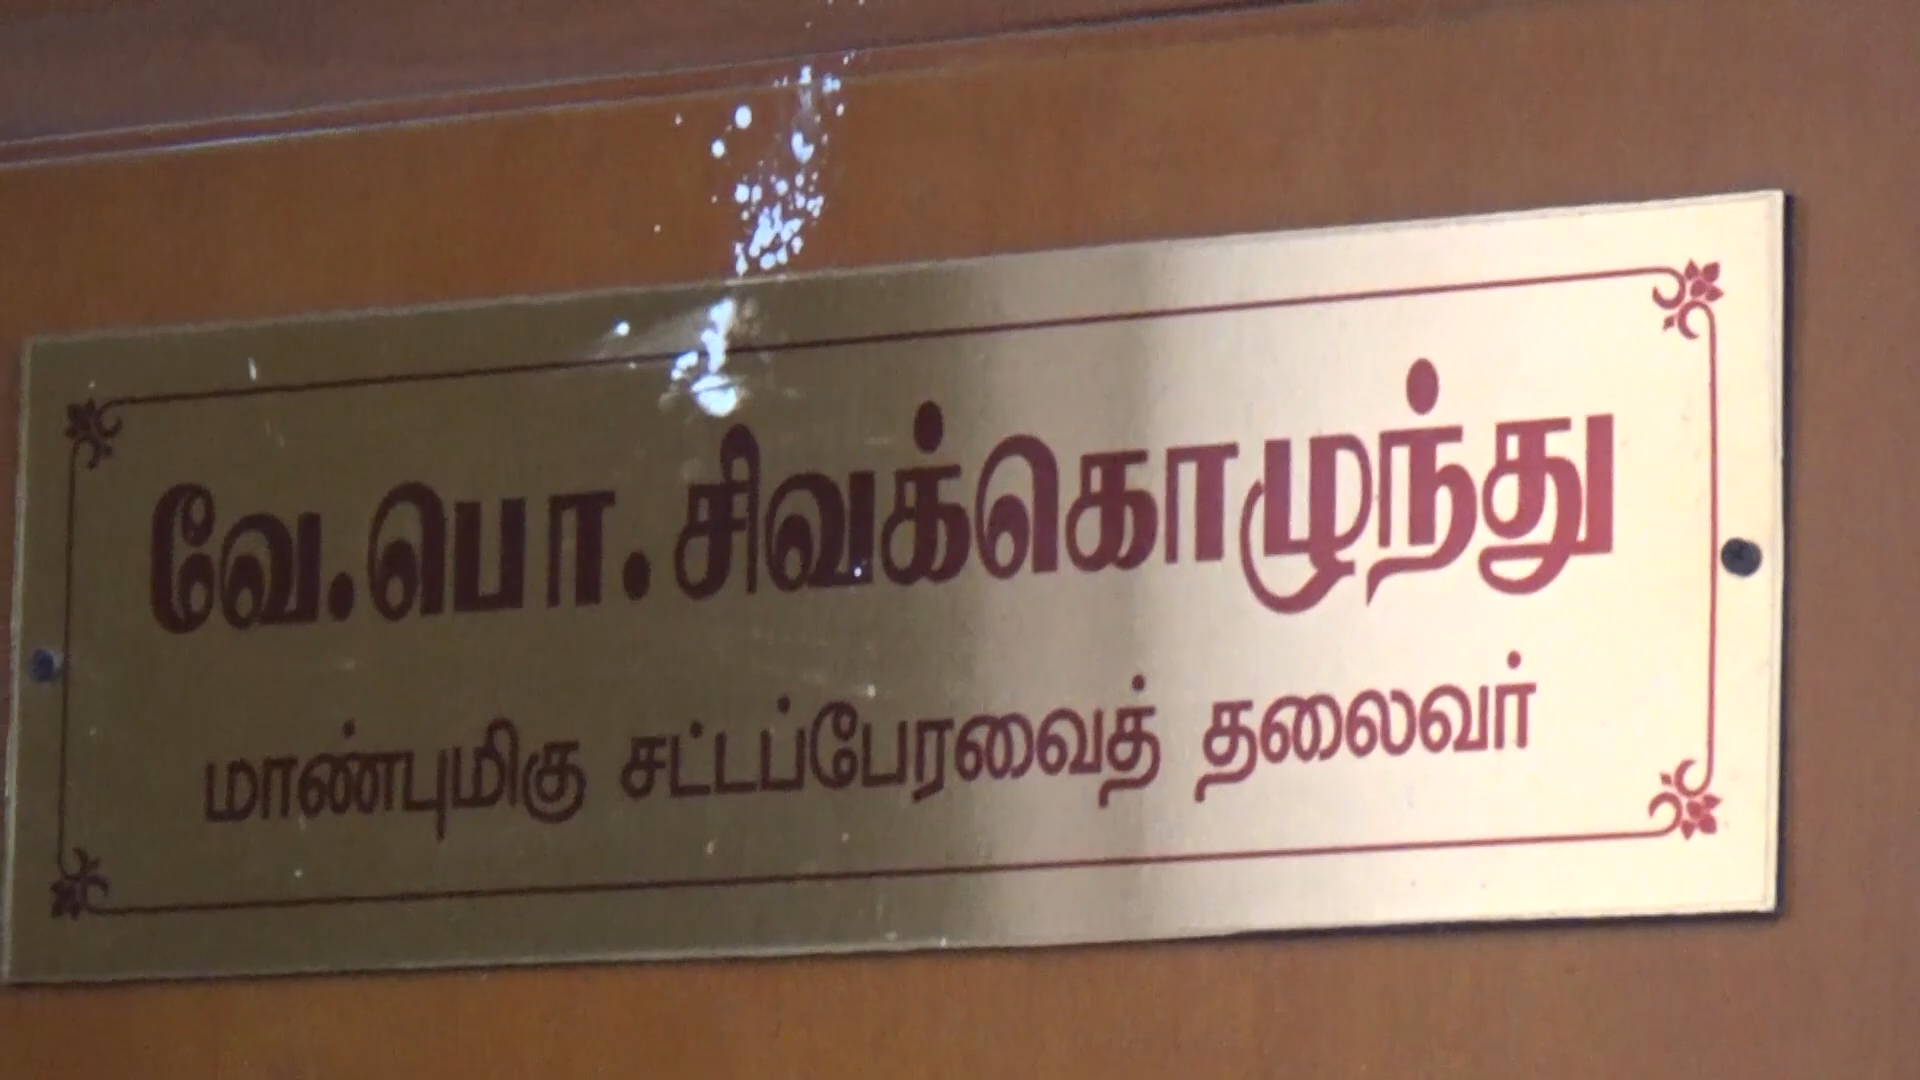 வே.பொ.சிவக்கொழுந்து
மாண்புமிகு சட்டப்பேரவைத் தலைவர்